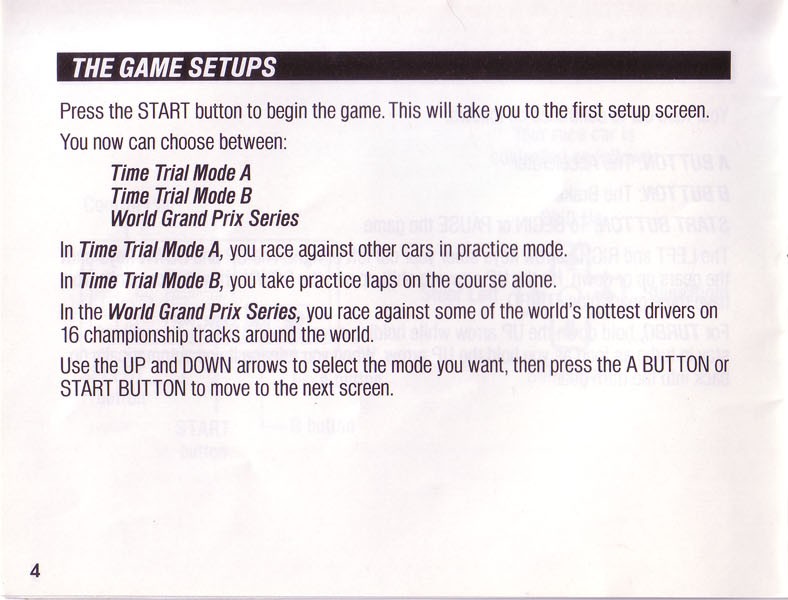 THE GAME SETUPS
Press the START button to begin the game. This will take you to the first setup screen.
You now can choose between:
Time Trial Mode A
Time Trial Mode B
World Grand Prix Series
In Time Trial Mode A, you race against other cars in practice mode.
In Time Trial Mode B, you take practice laps on the course alone.
In the World Grand Prix Series, you race against some of the world's hottest drivers on
16 championship tracks around the world.
Use the UP and DOWN arrows to select the mode you want, then press the A BUTTON or
START BUTTON to move to the next screen.
4